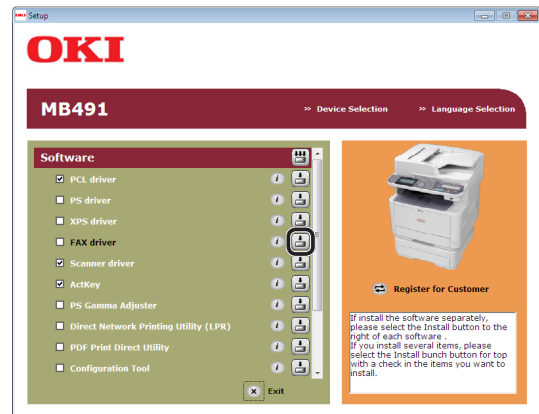 OKI Setup
OKI
MB491
>> Device Selection >> Language Selection
Software
PCL driver
PS driver
XPS driver
FAX driver
Scanner driver
ActKey
PS Gamma Adjuster
Direct Network Printing Utility (LPR)
PDF Print Direct Utility
Configuration Tool
x Exit
Register for Customer
If install the software separately,
please select the Install button to the
right of each software .
If you install several items, please
select the Install bunch button for top
with a check in the items you want to
install.